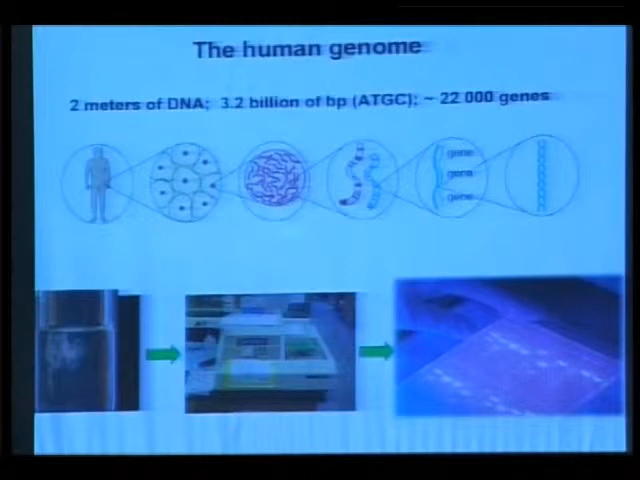 The human genome
2 meters of DNA; 3.2 billion of bp (ATGC); ~ 22 000 genes
gene
gene
gene